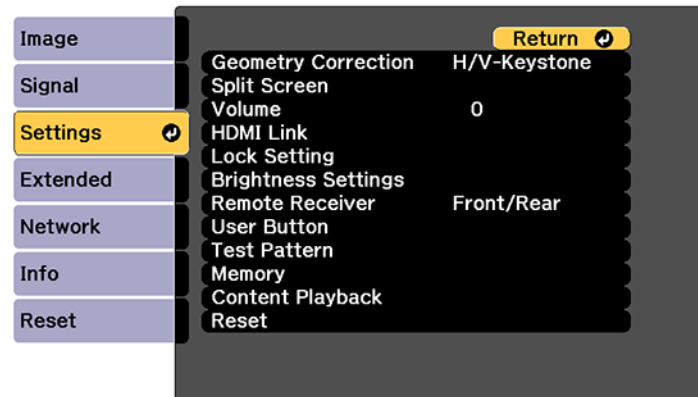 Image
Signal
Settings
Extended
Network
Info
Reset
Return
Geometry Correction H/V-Keystone
Split Screen
Volume 0
HDMI Link
Lock Setting
Brightness Settings
Remote Receiver Front/Rear
User Button
Test Pattern
Memory
Content Playback
Reset